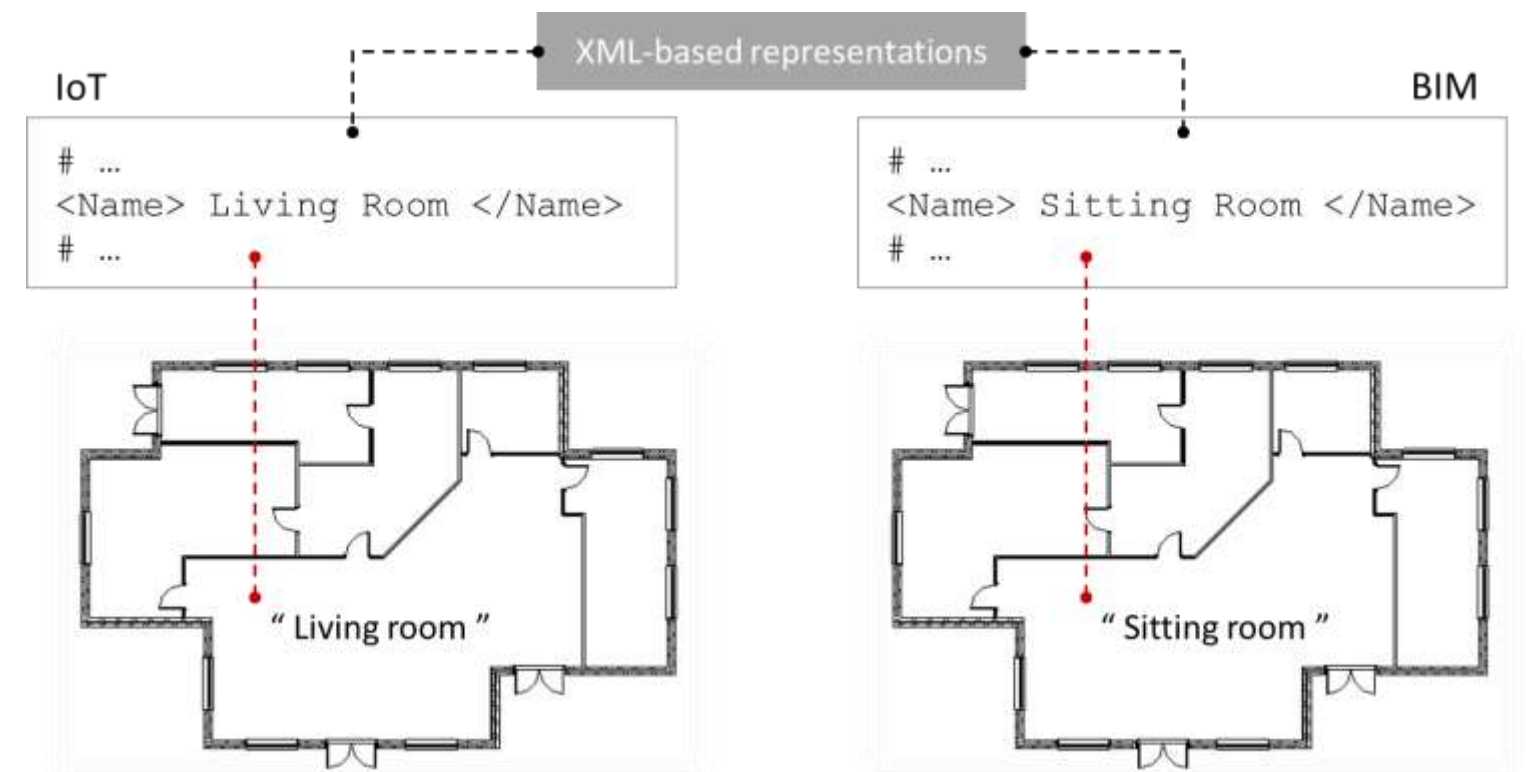 XML-based representations
IoT
# …
<Name> Living Room </Name>
# …
“ Living room ”
BIM
# …
<Name> Sitting Room </Name>
# …
“ Sitting room ”